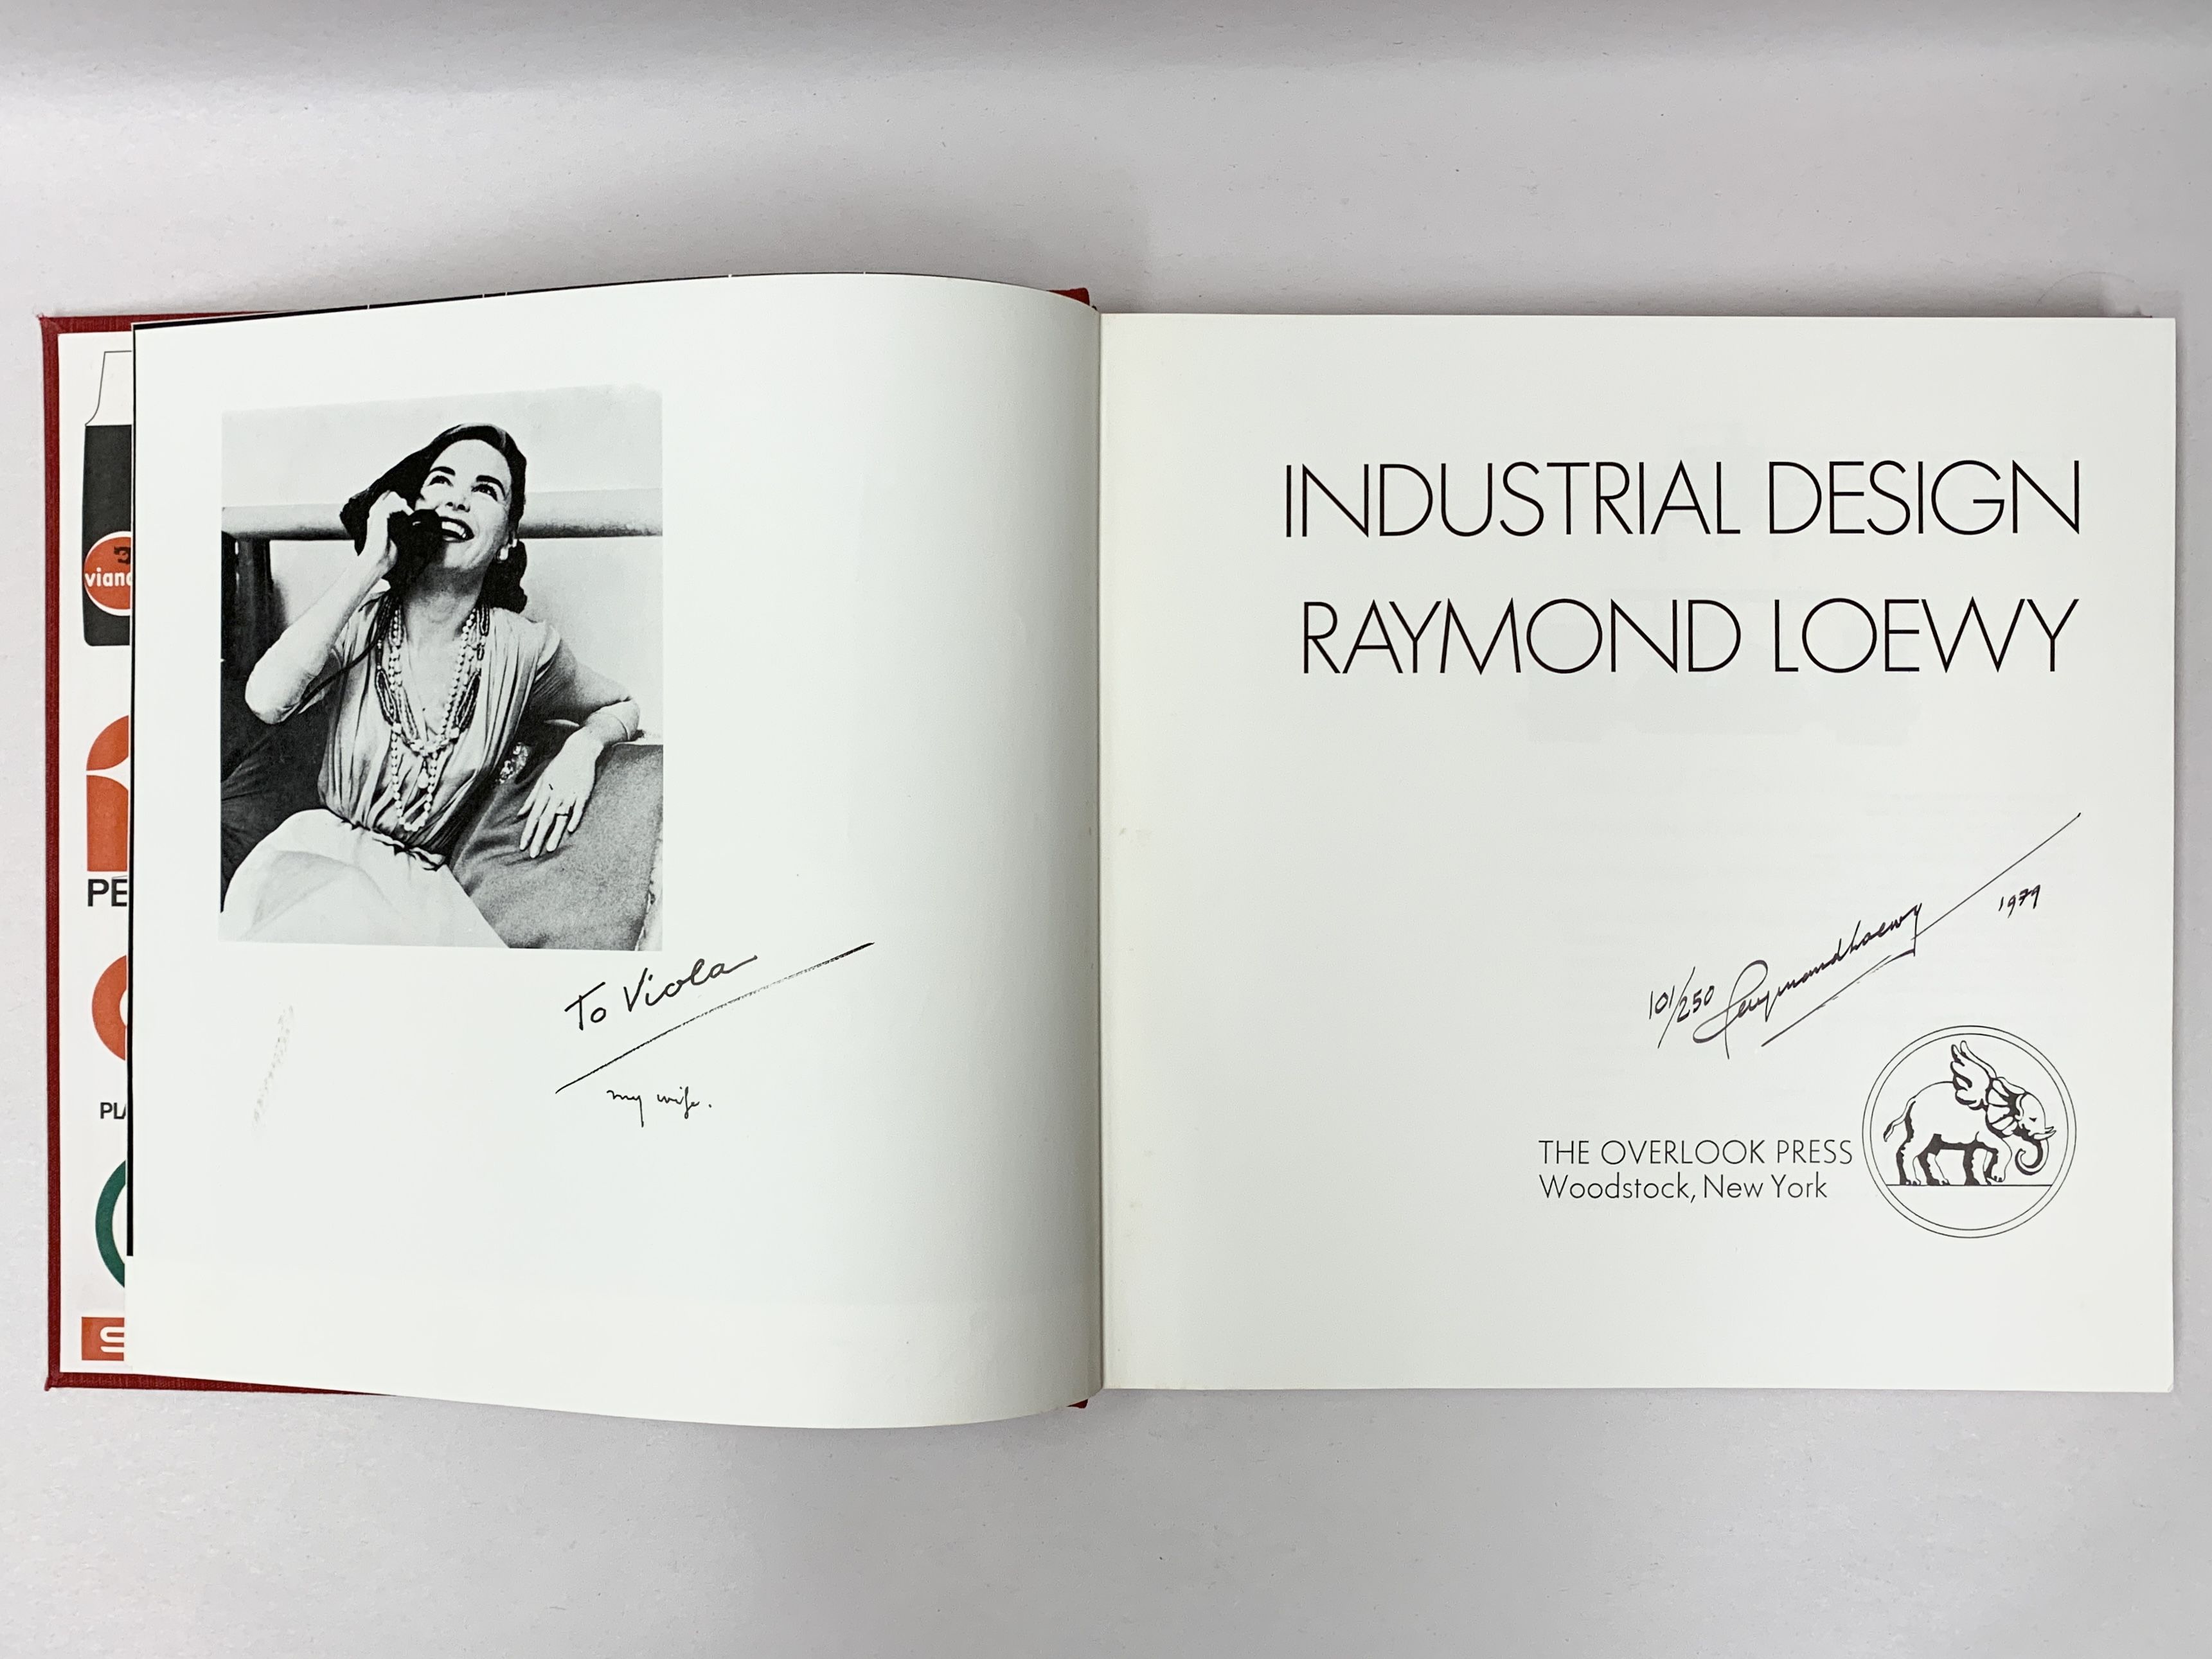 vian
PE
PL
S
To Viola
my wife.
INDUSTRIAL DESIGN
RAYMOND LOEWY
1979
101/250 Raymond Loewy
THE OVERLOOK PRESS
Woodstock, New York